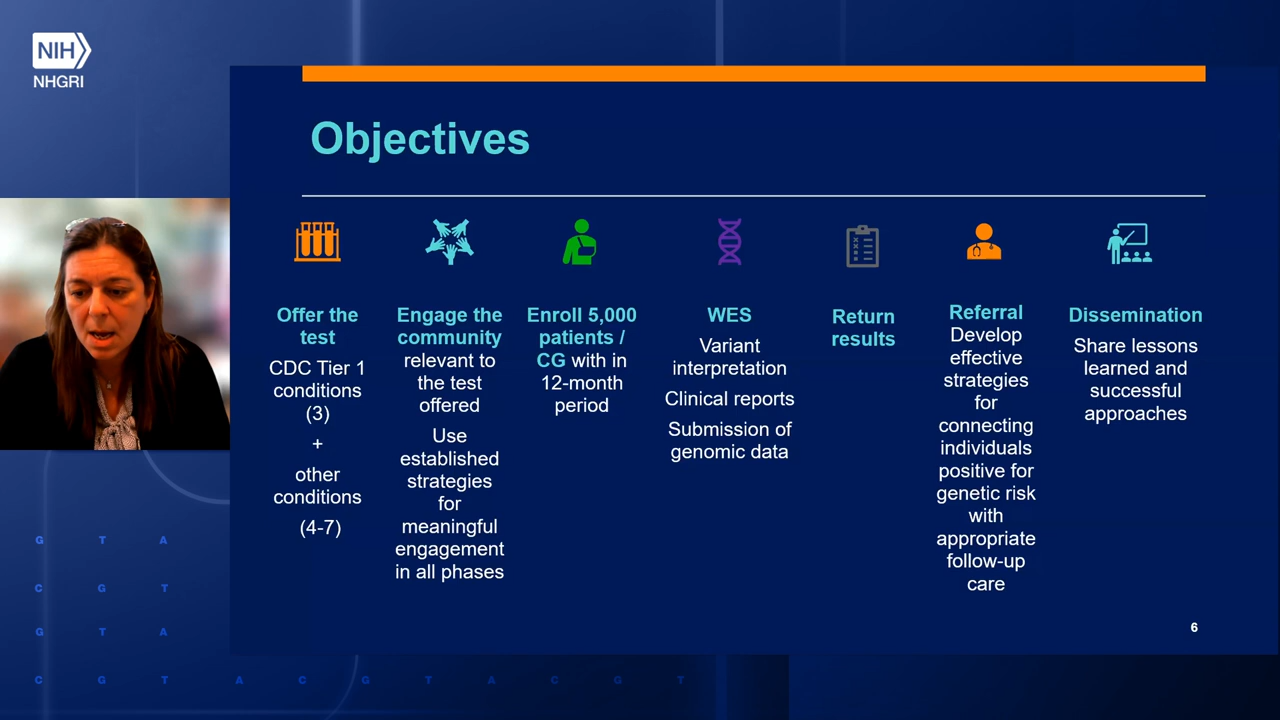 NIH
NHGRI
Objectives
Offer the
test
CDC Tier 1
conditions
(3)
+
other
conditions
(4-7)
Engage the
community
relevant to
the test
offered
Use
established
strategies
for
meaningful
engagement
in all phases
Enroll 5,000
patients /
CG with in
12-month
period
WES
Variant
interpretation
Clinical reports
Submission of
genomic data
Return
results
Referral
Develop
effective
strategies
for
connecting
individuals
positive for
genetic risk
with
appropriate
follow-up
care
Dissemination
Share lessons
learned and
successful
approaches
6
G T A
C G T
G T A
C G T A C G T A C G T